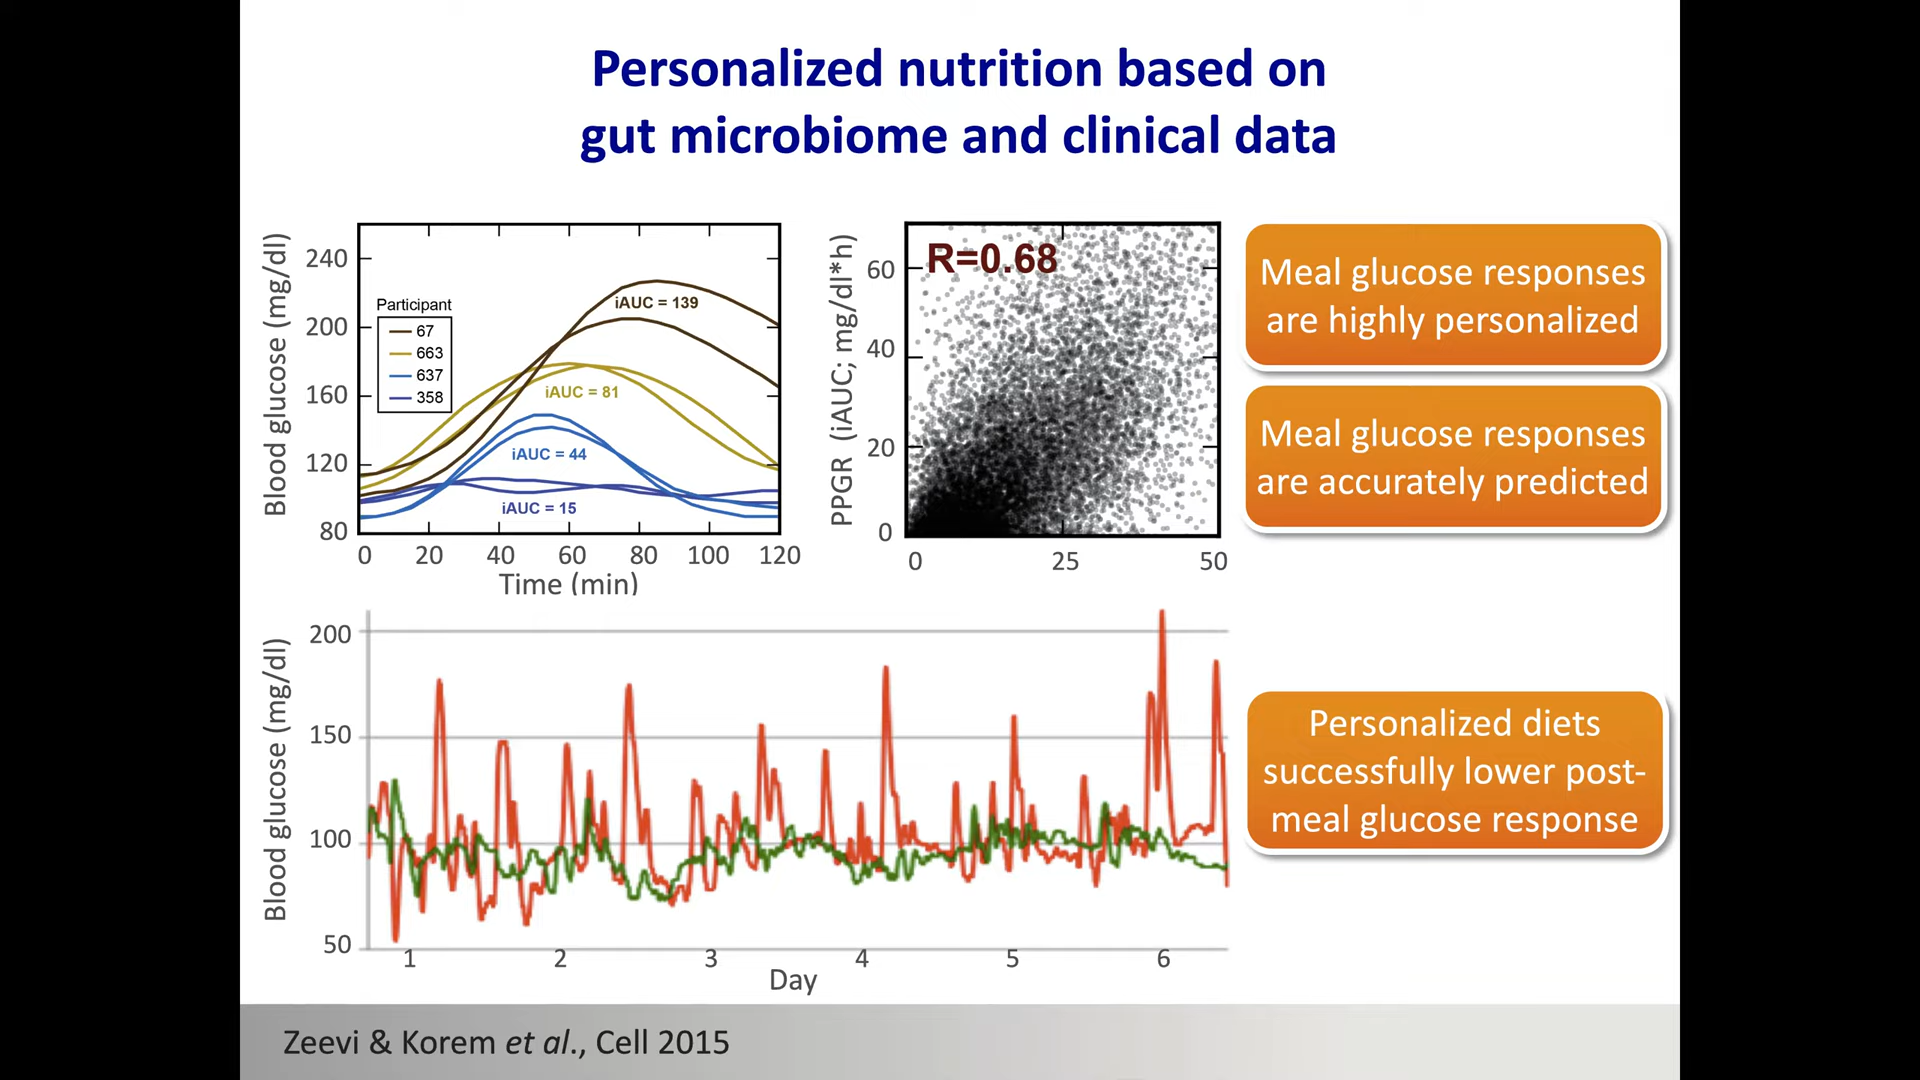 Personalized nutrition based on
gut microbiome and clinical data
Blood glucose (mg/dl)
240
200
160
120
80
Participant
67
663
637
358
iAUC = 139
iAUC = 81
iAUC = 44
iAUC = 15
0 20 40 60 80 100 120
Time (min)
PPGR (iAUC; mg/dl*h)
60
40
20
0
R=0.68
0 25 50
Meal glucose responses
are highly personalized
Meal glucose responses
are accurately predicted
Blood glucose (mg/dl)
200
150
100
50
1 2 3 4 5 6
Day
Personalized diets
successfully lower post-
meal glucose response
Zeevi & Korem et al., Cell 2015